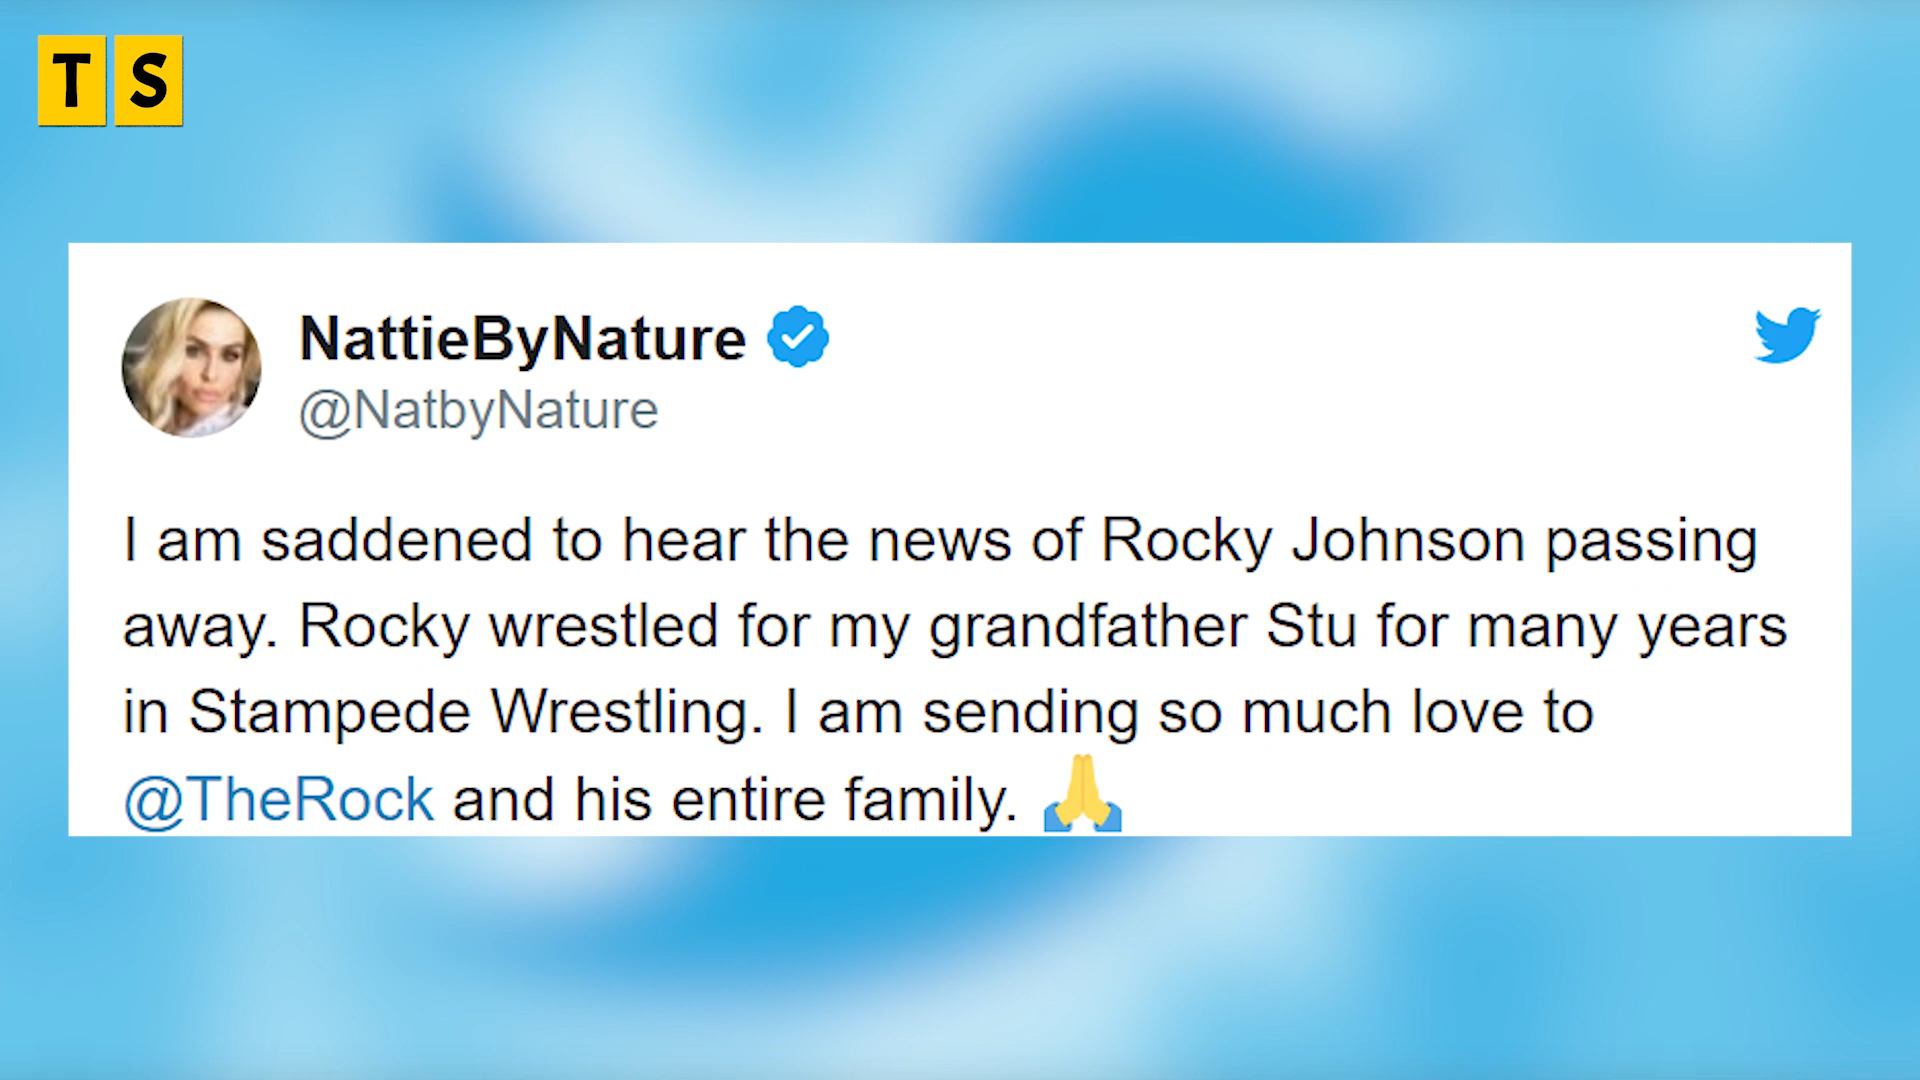 TS
NattieByNature
@NatbyNature
I am saddened to hear the news of Rocky Johnson passing
away. Rocky wrestled for my grandfather Stu for many years
in Stampede Wrestling. I am sending so much love to
@TheRock and his entire family. 🙏